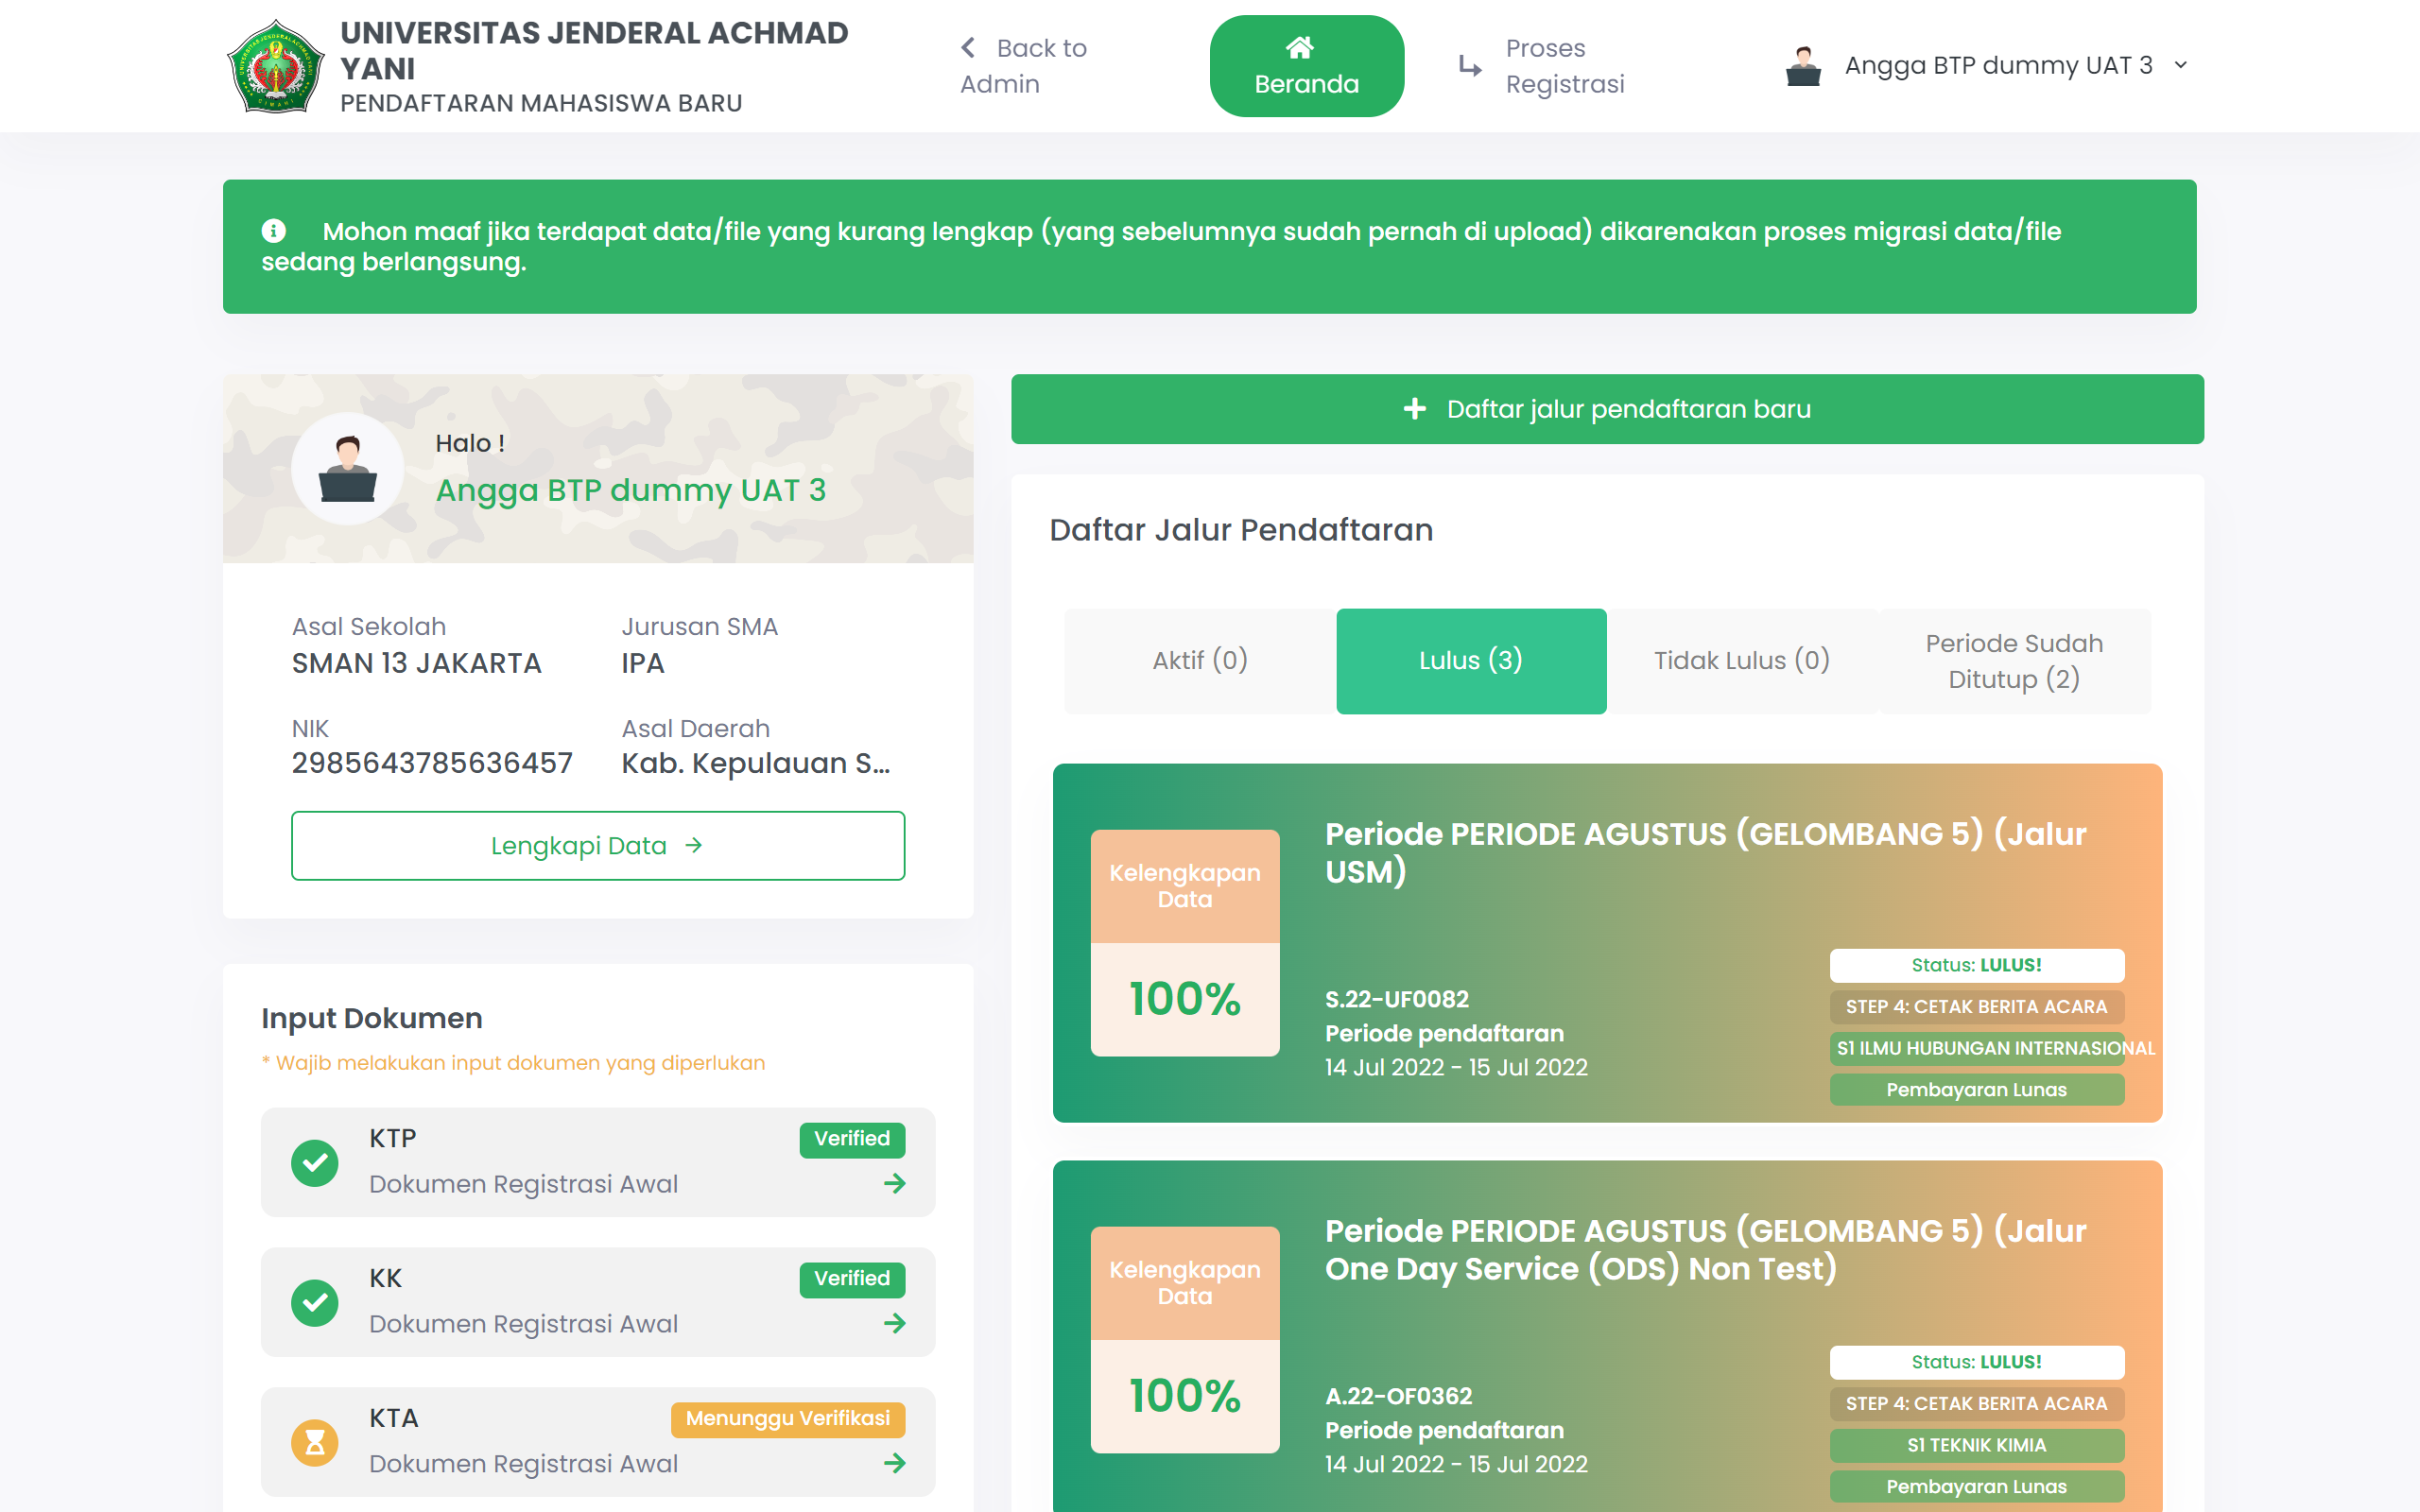 UNIVERSITAS JENDERAL ACHMAD
YANI
PENDAFTARAN MAHASISWA BARU
Back to
Admin
Beranda
Proses
Registrasi
Angga BTP dummy UAT 3
Mohon maaf jika terdapat data/file yang kurang lengkap (yang sebelumnya sudah pernah di upload) dikarenakan proses migrasi data/file
sedang berlangsung.
Halo !
Angga BTP dummy UAT 3
Asal Sekolah
SMAN 13 JAKARTA
Jurusan SMA
IPA
NIK
2985643785636457
Asal Daerah
Kab. Kepulauan S...
Lengkapi Data
Input Dokumen
* Wajib melakukan input dokumen yang diperlukan
KTP
Verified
Dokumen Registrasi Awal
KK
Verified
Dokumen Registrasi Awal
KTA
Menunggu Verifikasi
Dokumen Registrasi Awal
Daftar jalur pendaftaran baru
Daftar Jalur Pendaftaran
Aktif (0)
Lulus (3)
Tidak Lulus (0)
Periode Sudah
Ditutup (2)
Kelengkapan
Data
100%
Periode PERIODE AGUSTUS (GELOMBANG 5) (Jalur
USM)
S.22-UF0082
Periode pendaftaran
14 Jul 2022 - 15 Jul 2022
Status: LULUS!
STEP 4: CETAK BERITA ACARA
S1 ILMU HUBUNGAN INTERNASIONAL
Pembayaran Lunas
Kelengkapan
Data
100%
Periode PERIODE AGUSTUS (GELOMBANG 5) (Jalur
One Day Service (ODS) Non Test)
A.22-OF0362
Periode pendaftaran
14 Jul 2022 - 15 Jul 2022
Status: LULUS!
STEP 4: CETAK BERITA ACARA
S1 TEKNIK KIMIA
Pembayaran Lunas